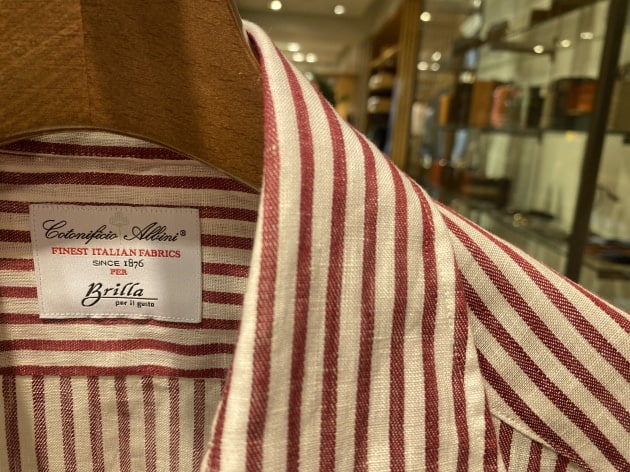 Cotonificio Albini®
FINEST ITALIAN FABRICS
SINCE 1876
PER
Brilla
per il gusto